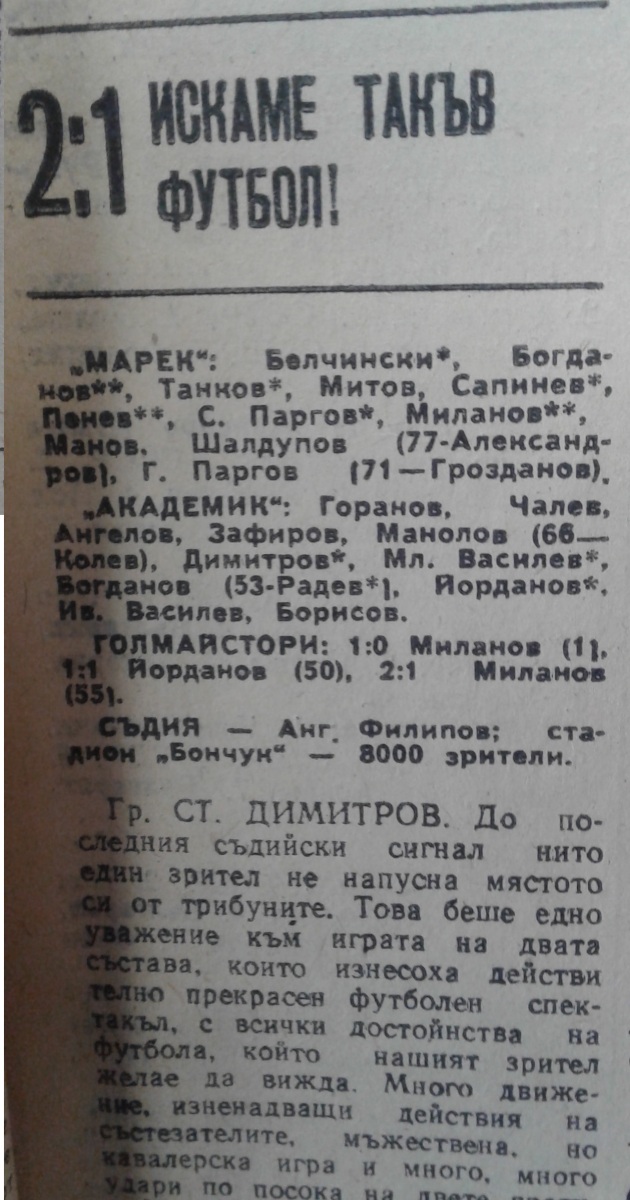 2:1 ИСКАМЕ ТАКЪВ
ФУТБОЛ!
„МАРЕК“: Белчински*, Богда-
нов**, Танков*, Митов, Сапинев*,
Пенев**, С. Паргов*, Миланов**,
Манов. Шалдупов (77-Александ-
ров), Г. Паргов (71—Грозданов).
„АКАДЕМИК“: Горанов, Чалев,
Ангелов, Зафиров, Манолов (66—
Колев), Димитров*, Мл. Василев*,
Богданов (53-Радев*), Йорданов*,
Ив. Василев, Борисов.
ГОЛМАЙСТОРИ: 1:0 Миланов (1),
1:1 Йорданов (50), 2:1 Миланов
(55).
СЪДИЯ — Анг. Филипов; ста-
дион „Бончук“ — 8000 зрители.
Гр. СТ. ДИМИТРОВ. До по-
следния съдийски сигнал нито
един зрител не напусна мястото
си от трибуните. Това беше едно
уважение към играта на двата
състава, които изнесоха действи
телно прекрасен футболен спек-
такъл, с всички достойнства на
футбола, който нашият зрител
желае да вижда. Много движе-
ние, изненадващи действия на
състезателите, мъжествена, но
кавалерска игра и много, много
удари по посока на двете